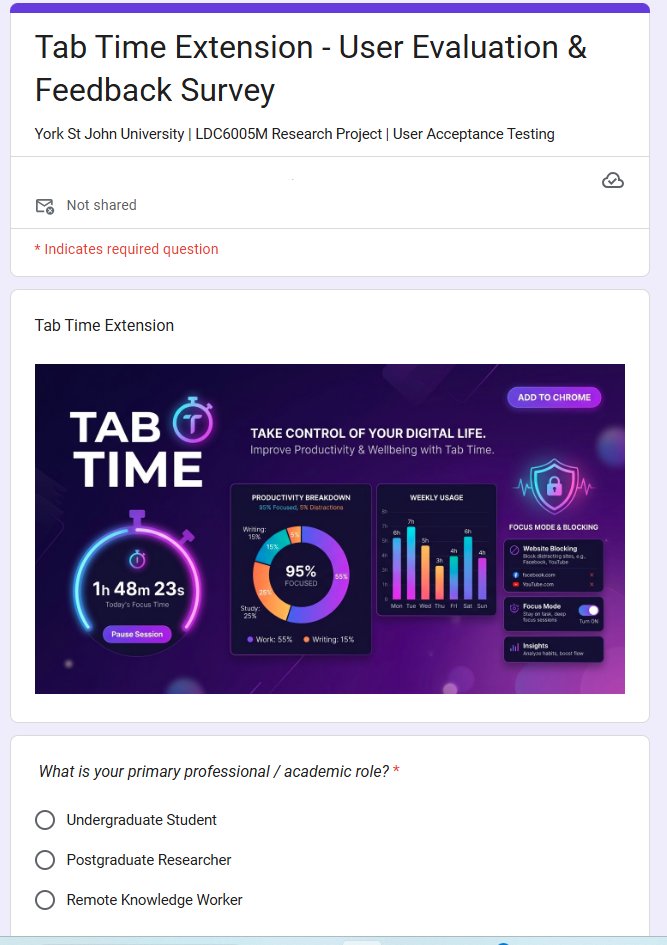 Tab Time Extension - User Evaluation &
Feedback Survey
York St John University | LDC6005M Research Project | User Acceptance Testing
Not shared
* Indicates required question
Tab Time Extension
TAB
TIME
ADD TO CHROME
TAKE CONTROL OF YOUR DIGITAL LIFE.
Improve Productivity & Wellbeing with Tab Time.
1h 48m 23s
Today's Focus Time
Pause Session
PRODUCTIVITY BREAKDOWN
95% Focused, 5% Distractions
Writing:
15%
15%
5%
95%
FOCUSED
55%
25%
Study:
25%
Work: 55%
Writing: 15%
WEEKLY USAGE
6h
7h
5h
3h
4h
6h
4h
Mon Tue Wed Thu Fri Sat Sun
FOCUS MODE & BLOCKING
Website Blocking
Block distracting sites, e.g.,
Facebook, YouTube
facebook.com
YouTube.com
Focus Mode
Stay on task, deep
focus sessions
Turn ON
Insights
Analyze habits, boost flow
What is your primary professional / academic role? *
Undergraduate Student
Postgraduate Researcher
Remote Knowledge Worker